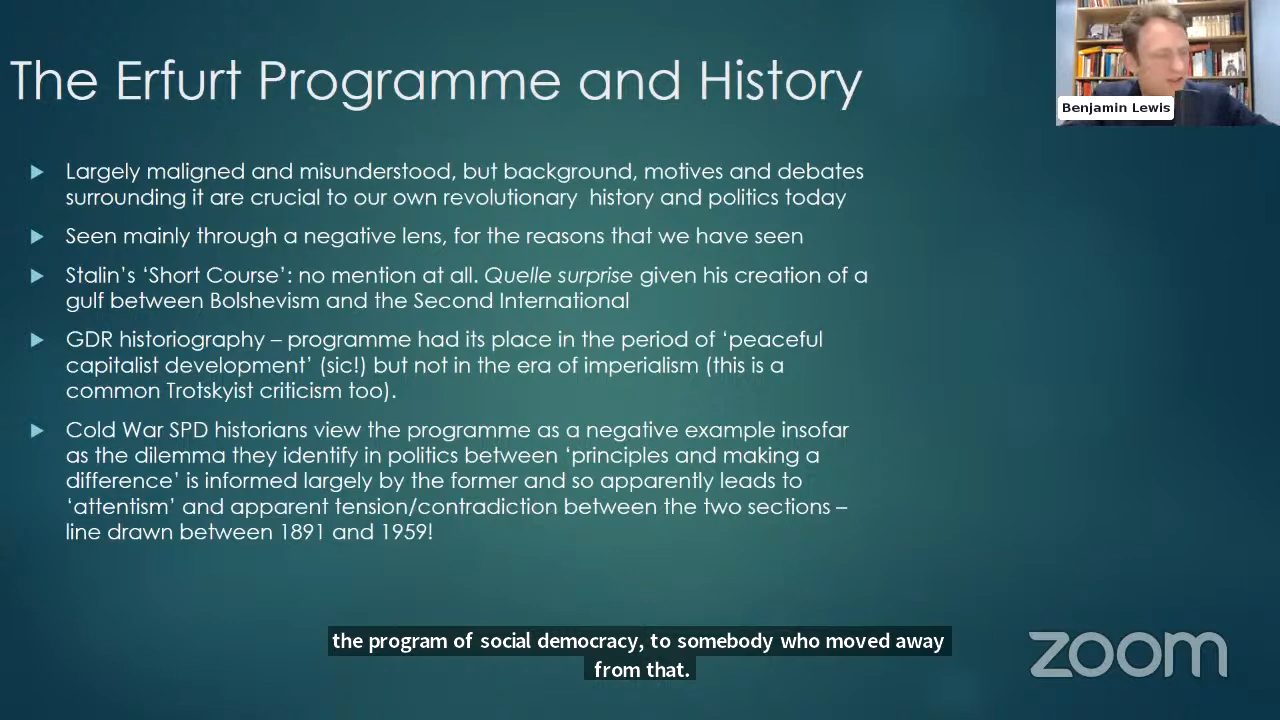 The Erfurt Programme and History
Benjamin Lewis
Largely maligned and misunderstood, but background, motives and debates
surrounding it are crucial to our own revolutionary history and politics today
Seen mainly through a negative lens, for the reasons that we have seen
Stalin’s ‘Short Course’: no mention at all. Quelle surprise given his creation of a
gulf between Bolshevism and the Second International
GDR historiography – programme had its place in the period of ‘peaceful
capitalist development’ (sic!) but not in the era of imperialism (this is a
common Trotskyist criticism too).
Cold War SPD historians view the programme as a negative example insofar
as the dilemma they identify in politics between ‘principles and making a
difference’ is informed largely by the former and so apparently leads to
‘attentism’ and apparent tension/contradiction between the two sections –
line drawn between 1891 and 1959!
the program of social democracy, to somebody who moved away
from that.
zoom